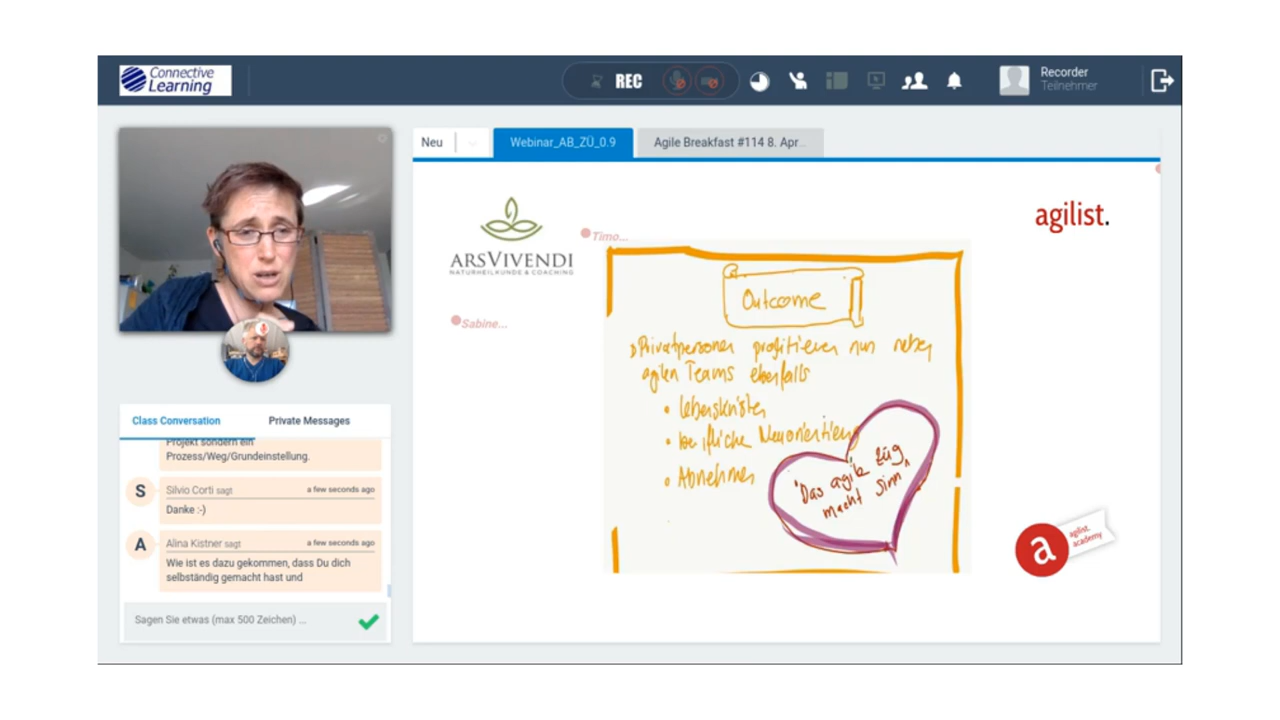 Connective
Learning
REC
Recorder
Teilnehmer
Neu
Webinar_AB_ZÜ_0.9
Agile Breakfast #114 8. Apr...
ARSVIVENDI
NATURHEILKUNDE & COACHING
agilist.
Timo...
Sabine...
Outcome
Privatpersonen profitieren nun neben
agilen Teams ebenfalls
• lebenskrisen
• berufliche Neuorientierung
• Abnehmen
"Das agile Züg
macht Sinn"
agilist.
academy
a
Class Conversation
Private Messages
Projekt sondern ein
Prozess/Weg/Grundeinstellung.
S
Silvio Corti sagt
a few seconds ago
Danke :-)
A
Alina Kistner sagt
a few seconds ago
Wie ist es dazu gekommen, dass Du dich
selbständig gemacht hast und
Sagen Sie etwas (max 500 Zeichen) ...